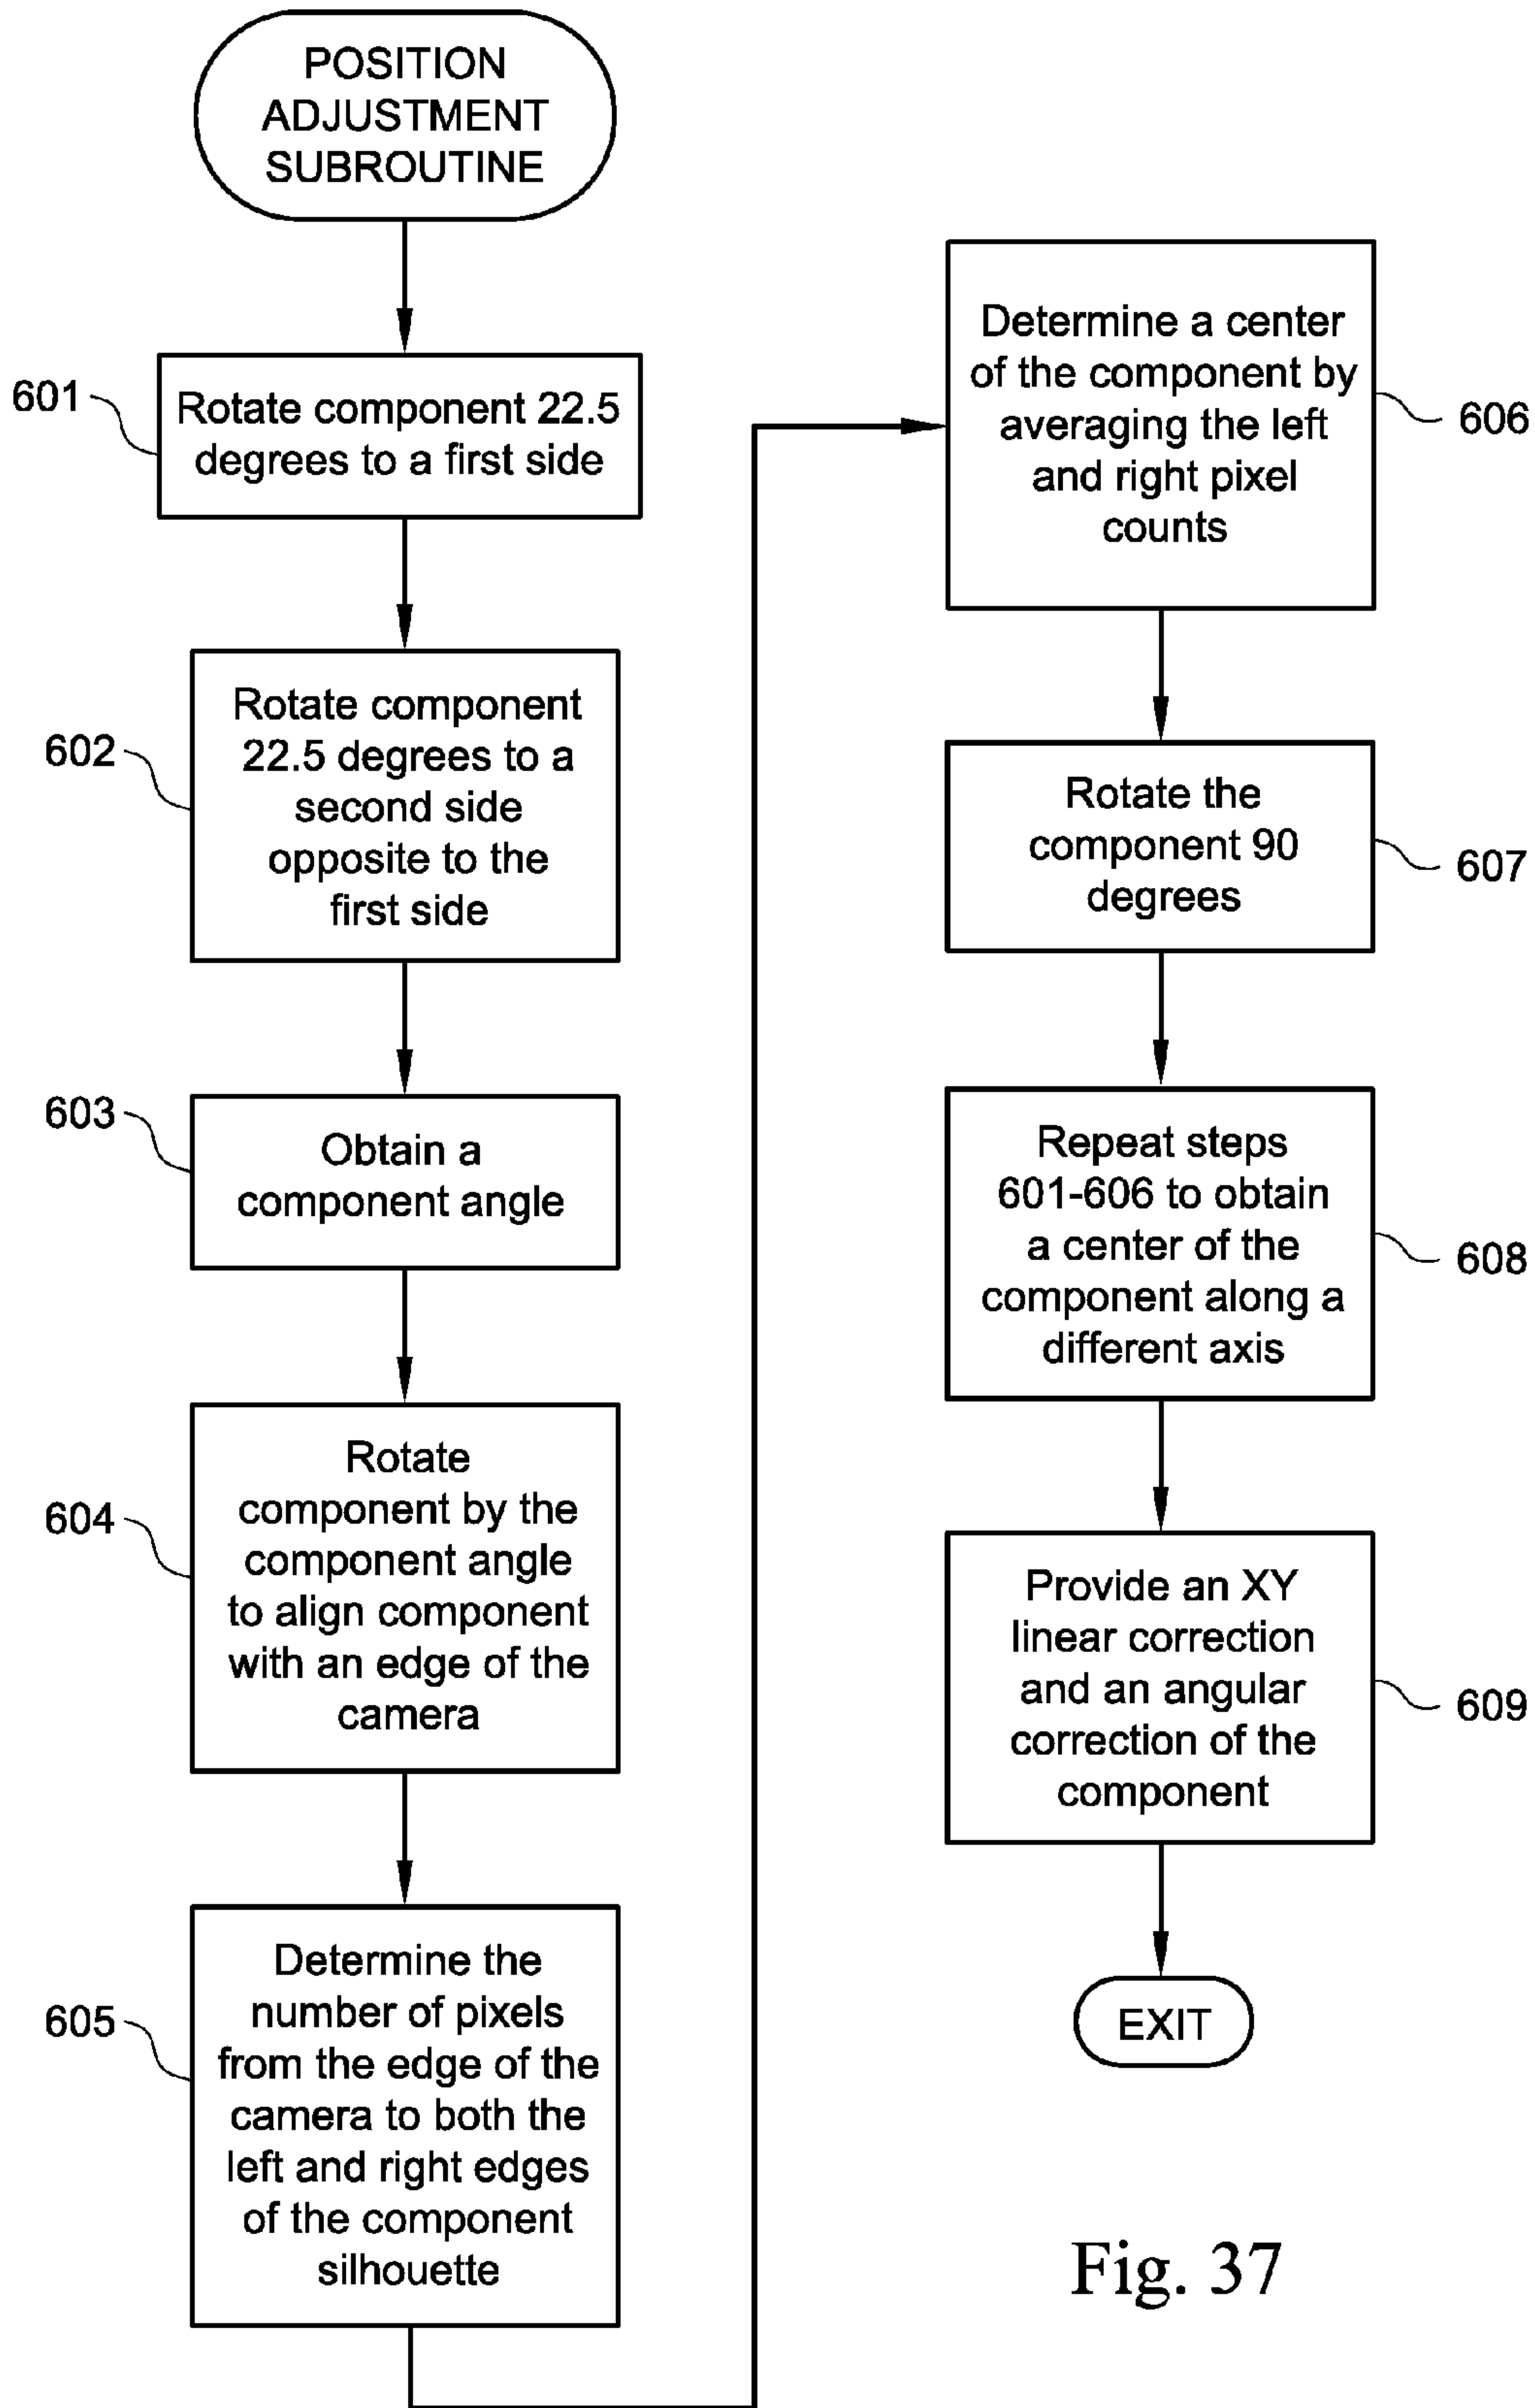 POSITION
ADJUSTMENT
SUBROUTINE
601
Rotate component 22.5
degrees to a first side
602
Rotate component
22.5 degrees to a
second side
opposite to the
first side
603
Obtain a
component angle
604
Rotate
component by the
component angle
to align component
with an edge of the
camera
605
Determine the
number of pixels
from the edge of the
camera to both the
left and right edges
of the component
silhouette
Determine a center
of the component by
averaging the left
and right pixel
counts
606
Rotate the
component 90
degrees
607
Repeat steps
601-606 to obtain
a center of the
component along a
different axis
608
Provide an XY
linear correction
and an angular
correction of the
component
609
EXIT
Fig. 37